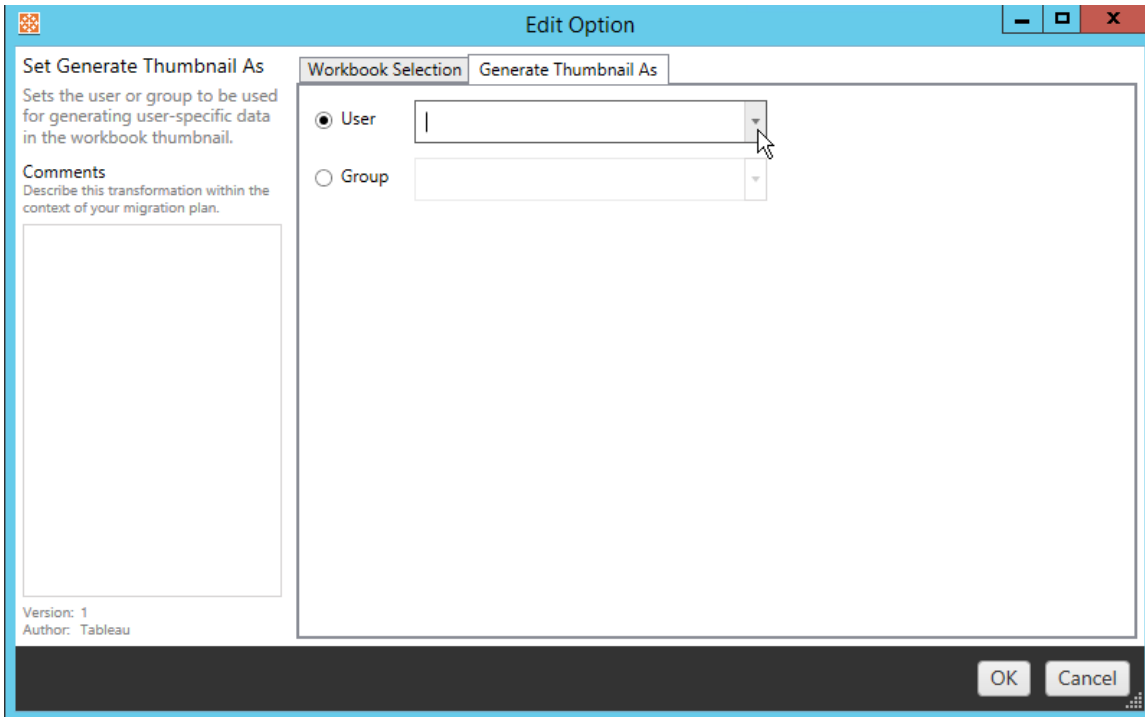 Edit Option
Set Generate Thumbnail As
Sets the user or group to be used
for generating user-specific data
in the workbook thumbnail.
Comments
Describe this transformation within the
context of your migration plan.
Version: 1
Author: Tableau
Workbook Selection
Generate Thumbnail As
User
Group
OK
Cancel